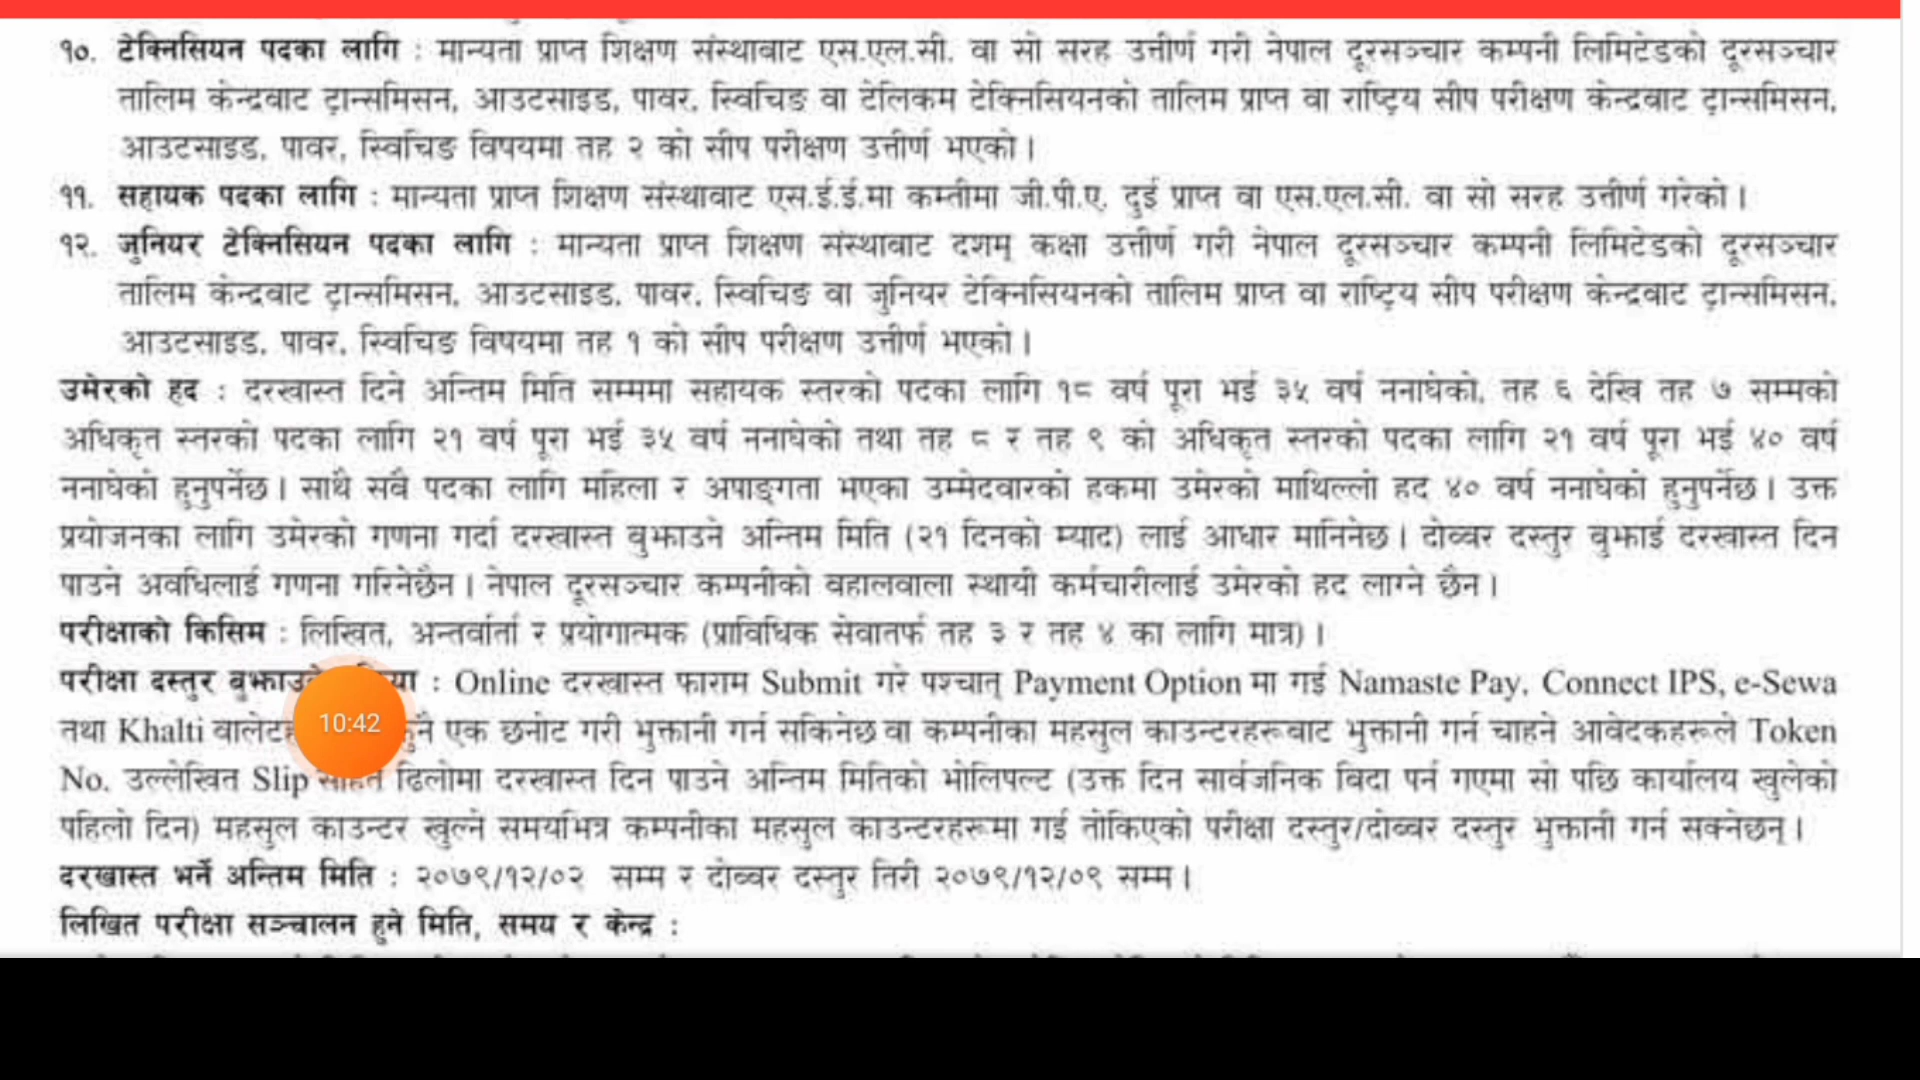 १०. टेक्निसियन पदका लागि : मान्यता प्राप्त शिक्षण संस्थाबाट एस.एल.सी. वा सो सरह उत्तीर्ण गरी नेपाल दूरसञ्चार कम्पनी लिमिटेडको दूरसञ्चार
तालिम केन्द्रबाट ट्रान्समिसन, आउटसाइड, पावर, स्विचिङ वा टेलिकम टेक्निसियनको तालिम प्राप्त वा राष्ट्रिय सीप परीक्षण केन्द्रबाट ट्रान्समिसन,
आउटसाइड, पावर, स्विचिङ विषयमा तह २ को सीप परीक्षण उत्तीर्ण भएको ।
११. सहायक पदका लागि : मान्यता प्राप्त शिक्षण संस्थाबाट एस.ई.ई.मा कम्तीमा जी.पी.ए. दुई प्राप्त वा एस.एल.सी. वा सो सरह उत्तीर्ण गरेको ।
१२. जुनियर टेक्निसियन पदका लागि : मान्यता प्राप्त शिक्षण संस्थाबाट दशम् कक्षा उत्तीर्ण गरी नेपाल दूरसञ्चार कम्पनी लिमिटेडको दूरसञ्चार
तालिम केन्द्रबाट ट्रान्समिसन, आउटसाइड, पावर, स्विचिङ वा जुनियर टेक्निसियनको तालिम प्राप्त वा राष्ट्रिय सीप परीक्षण केन्द्रबाट ट्रान्समिसन,
आउटसाइड, पावर, स्विचिङ विषयमा तह १ को सीप परीक्षण उत्तीर्ण भएको ।
उमेरको हद : दरखास्त दिने अन्तिम मिति सम्ममा सहायक स्तरको पदका लागि १८ वर्ष पूरा भई ३५ वर्ष ननाघेको, तह ६ देखि तह ७ सम्मको
अधिकृत स्तरको पदका लागि २१ वर्ष पूरा भई ३५ वर्ष ननाघेको तथा तह ८ र तह ९ को अधिकृत स्तरको पदका लागि २१ वर्ष पूरा भई ४० वर्ष
ननाघेको हुनुपर्नेछ । साथै सबै पदका लागि महिला र अपाङ्गता भएका उम्मेदवारको हकमा उमेरको माथिल्लो हद ४० वर्ष ननाघेको हुनुपर्नेछ । उक्त
प्रयोजनका लागि उमेरको गणना गर्दा दरखास्त बुझाउने अन्तिम मिति (२१ दिनको म्याद) लाई आधार मानिनेछ । दोब्बर दस्तुर बुझाई दरखास्त दिन
पाउने अवधिलाई गणना गरिनेछैन । नेपाल दूरसञ्चार कम्पनीको बहालवाला स्थायी कर्मचारीलाई उमेरको हद लाग्ने छैन ।
परीक्षाको किसिम : लिखित, अन्तर्वार्ता र प्रयोगात्मक (प्राविधिक सेवातर्फ तह ३ र तह ४ का लागि मात्र) ।
परीक्षा दस्तुर : Online दरखास्त फाराम Submit गरे पश्चात् Payment Option मा गई Namaste Pay, Connect IPS, e-Sewa
तथा Khalti एक छनोट गरी भुक्तानी गर्न सकिनेछ वा कम्पनीका महसुल काउन्टरहरूबाट भुक्तानी गर्न चाहने आवेदकहरूले Token
10:42
No. उल्लेखित Slip सहित ढिलोमा दरखास्त दिन पाउने अन्तिम मितिको भोलिपल्ट (उक्त दिन सार्वजनिक बिदा पर्न गएमा सो पछि कार्यालय खुलेको
पहिलो दिन) महसुल काउन्टर खुल्ने समयभित्र कम्पनीका महसुल काउन्टरहरूमा गई तोकिएको परीक्षा दस्तुर/दोब्बर दस्तुर भुक्तानी गर्न सक्नेछन् ।
दरखास्त भर्ने अन्तिम मिति : २०७९/१२/०२ सम्म र दोब्बर दस्तुर तिरी २०७९/१२/०९ सम्म ।
लिखित परीक्षा सञ्चालन हुने मिति, समय र केन्द्र :